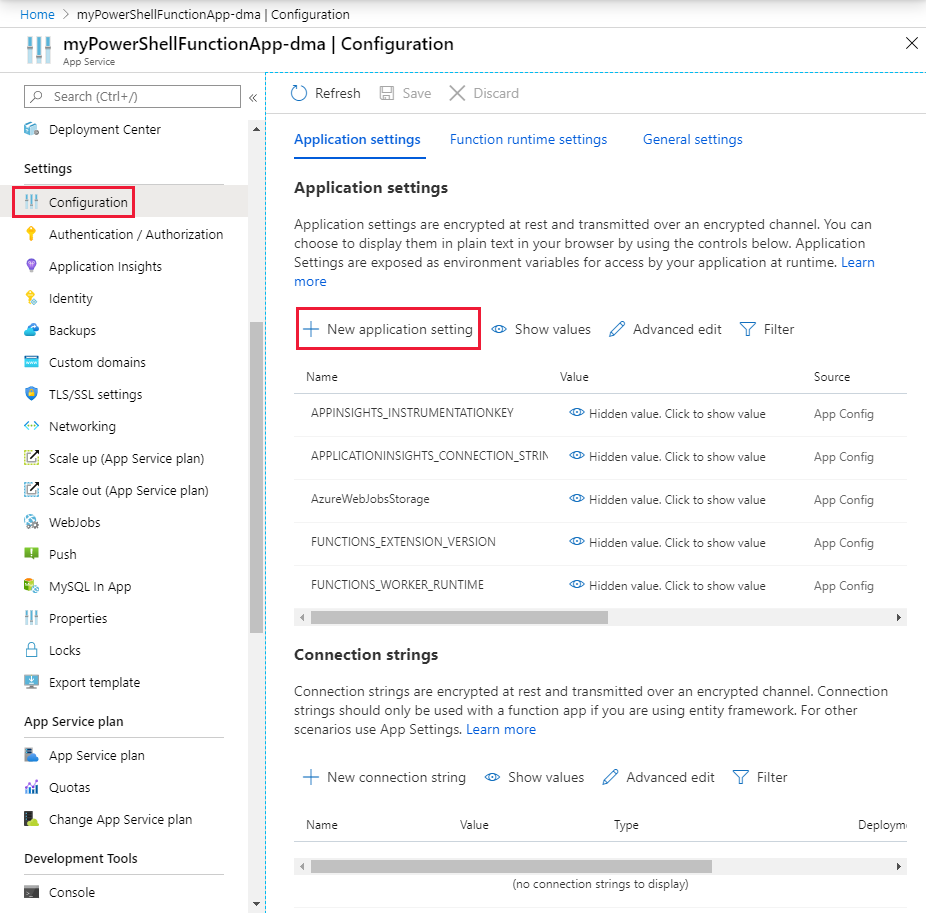 Home > myPowerShellFunctionApp-dma | Configuration
myPowerShellFunctionApp-dma | Configuration
App Service
Search (Ctrl+/)
Deployment Center
Settings
Configuration
Authentication / Authorization
Application Insights
Identity
Backups
Custom domains
TLS/SSL settings
Networking
Scale up (App Service plan)
Scale out (App Service plan)
WebJobs
Push
MySQL In App
Properties
Locks
Export template
App Service plan
App Service plan
Quotas
Change App Service plan
Development Tools
Console
Refresh Save Discard
Application settings Function runtime settings General settings
Application settings
Application settings are encrypted at rest and transmitted over an encrypted channel. You can
choose to display them in plain text in your browser by using the controls below. Application
Settings are exposed as environment variables for access by your application at runtime. Learn
more
New application setting Show values Advanced edit Filter
Name Value Source
APPINSIGHTS_INSTRUMENTATIONKEY Hidden value. Click to show value App Config
APPLICATIONINSIGHTS_CONNECTION_STRIN Hidden value. Click to show value App Config
AzureWebJobsStorage Hidden value. Click to show value App Config
FUNCTIONS_EXTENSION_VERSION Hidden value. Click to show value App Config
FUNCTIONS_WORKER_RUNTIME Hidden value. Click to show value App Config
Connection strings
Connection strings are encrypted at rest and transmitted over an encrypted channel. Connection
strings should only be used with a function app if you are using entity framework. For other
scenarios use App Settings. Learn more
New connection string Show values Advanced edit Filter
Name Value Type Deployme
(no connection strings to display)